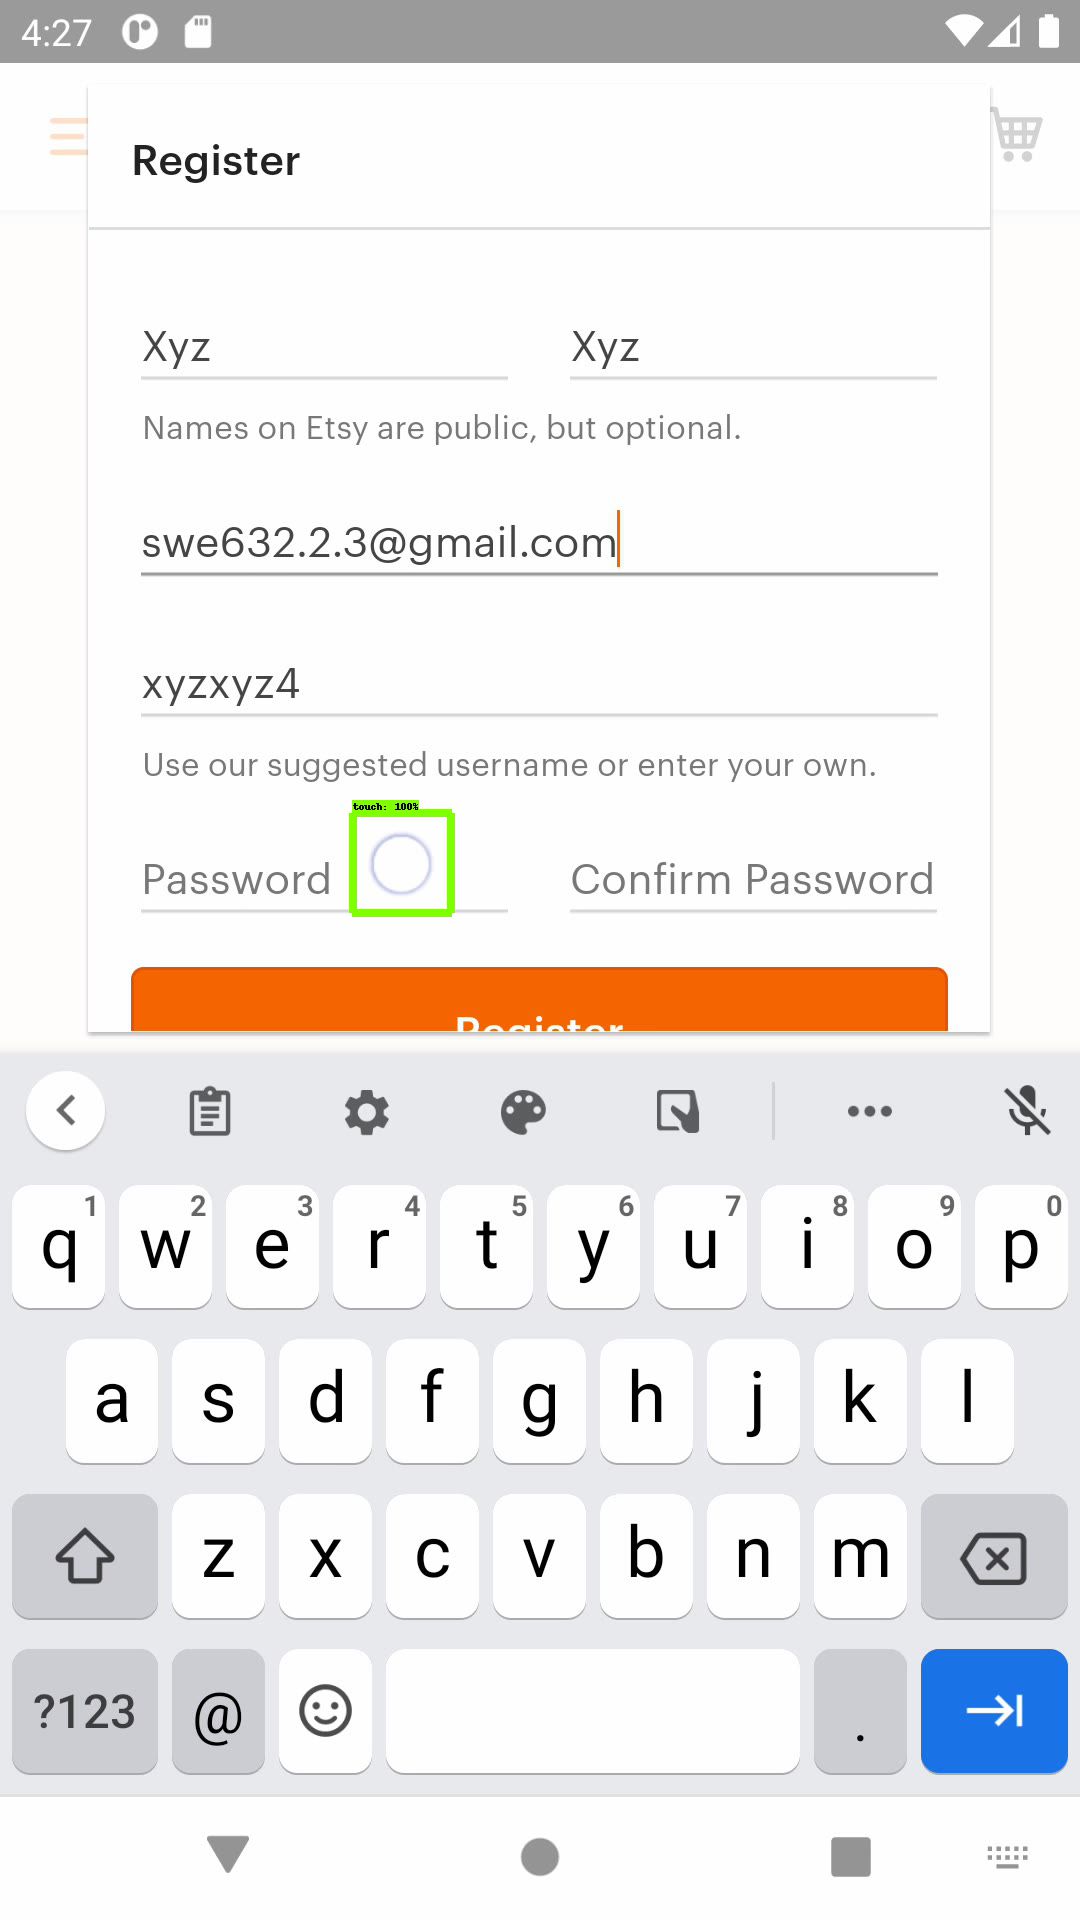 4:27
Register
Xyz Xyz
Names on Etsy are public, but optional.
swe632.2.3@gmail.com
xyzxyz4
Use our suggested username or enter your own.
touch: 100%
Password Confirm Password
Register
1 2 3 4 5 6 7 8 9 0
q w e r t y u i o p
a s d f g h j k l
z x c v b n m
?123 @ .